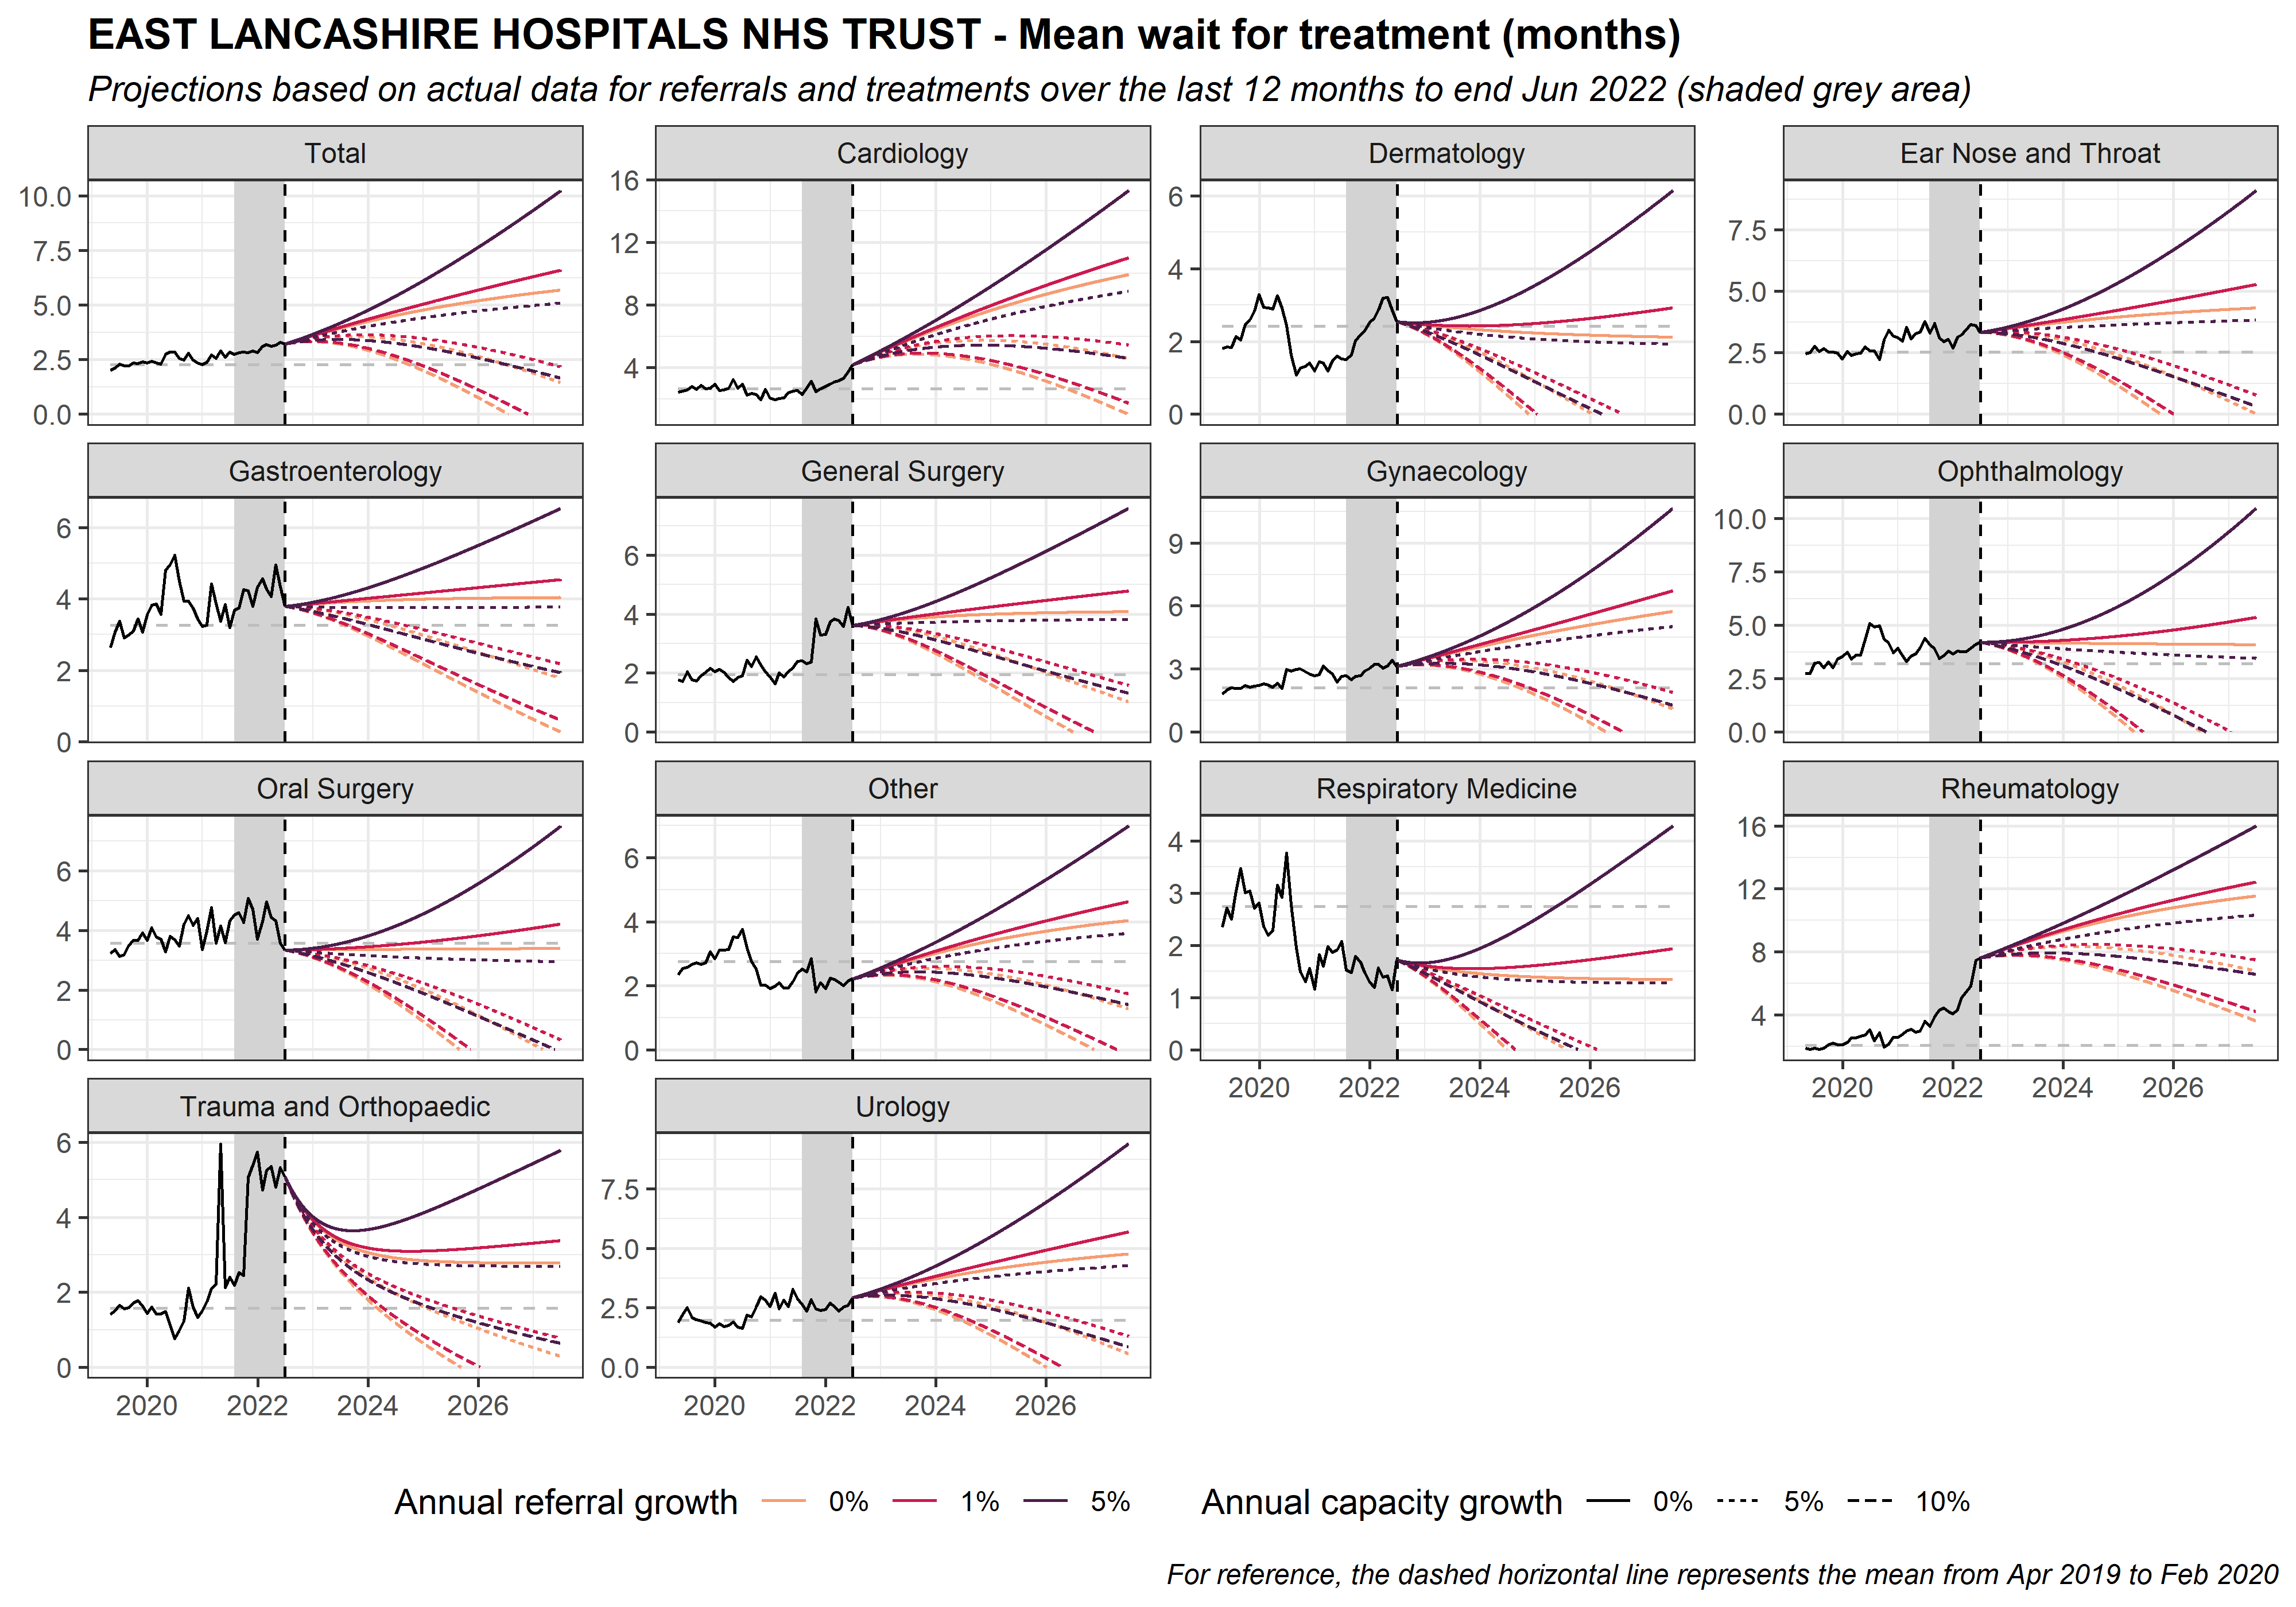 EAST LANCASHIRE HOSPITALS NHS TRUST - Mean wait for treatment (months)
Projections based on actual data for referrals and treatments over the last 12 months to end Jun 2022 (shaded grey area)
Total
Cardiology
Dermatology
Ear Nose and Throat
10.0
7.5
5.0
2.5
0.0
16
12
8
4
6
4
2
0
7.5
5.0
2.5
0.0
Gastroenterology
General Surgery
Gynaecology
Ophthalmology
6
4
2
0
6
4
2
0
9
6
3
0
10.0
7.5
5.0
2.5
0.0
Oral Surgery
Other
Respiratory Medicine
Rheumatology
6
4
2
0
6
4
2
0
4
3
2
1
0
16
12
8
4
2020 2022 2024 2026
2020 2022 2024 2026
Trauma and Orthopaedic
Urology
6
4
2
0
7.5
5.0
2.5
0.0
2020 2022 2024 2026
2020 2022 2024 2026
Annual referral growth 0% 1% 5%
Annual capacity growth 0% 5% 10%
For reference, the dashed horizontal line represents the mean from Apr 2019 to Feb 2020